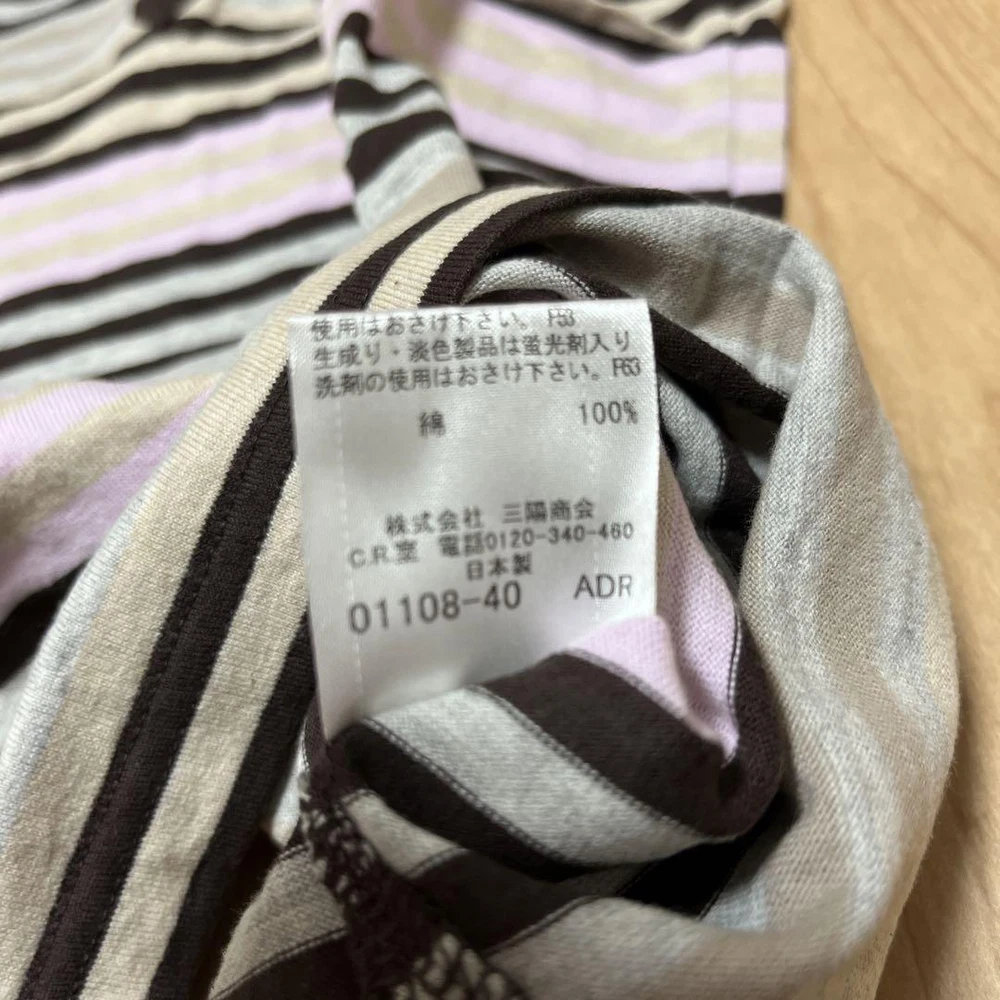 使用はおさけ下さい。 F53
生成り・淡色製品は蛍光剤入り
洗剤の使用はおさけ下さい。F63
綿 100%
株式会社 三陽商会
C.R.室 電話0120-340-460
日本製
01108-40 ADR